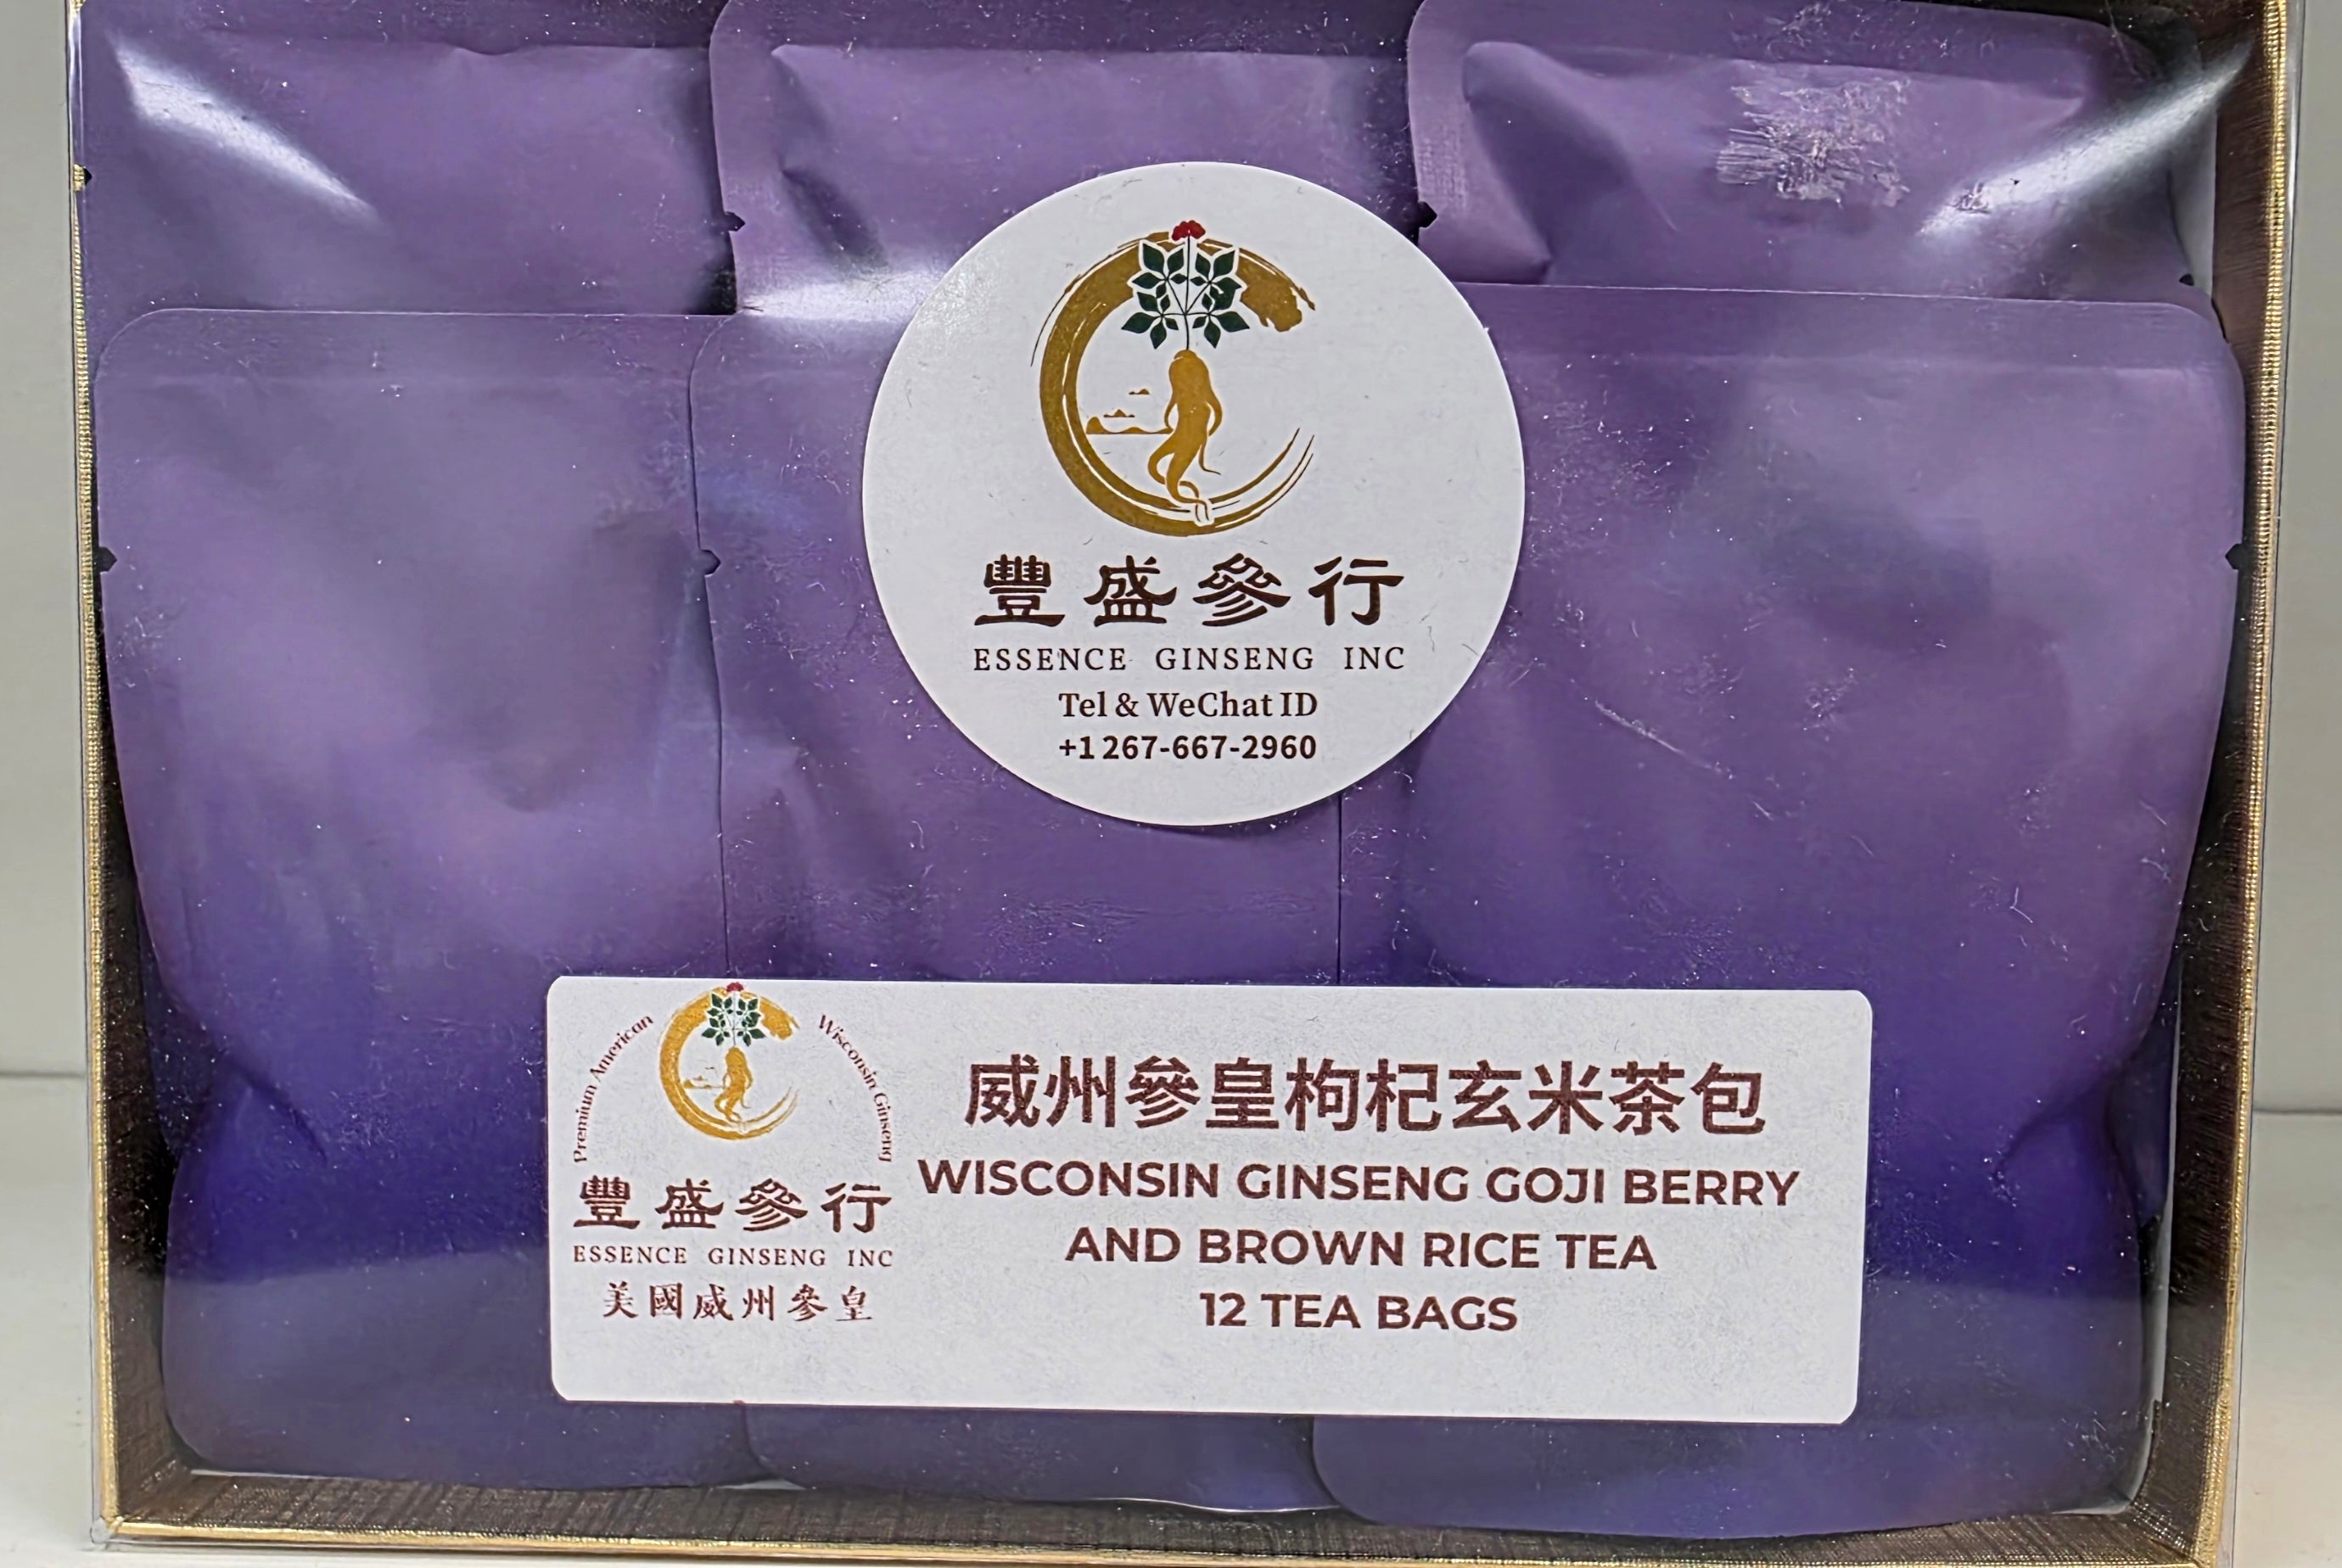 豐盛參行
ESSENCE GINSENG INC
Tel & WeChat ID
+1 267-667-2960
Premium American Wisconsin Ginseng
豐盛參行
ESSENCE GINSENG INC
美國威州參皇
威州參皇枸杞玄米茶包
WISCONSIN GINSENG GOJI BERRY
AND BROWN RICE TEA
12 TEA BAGS